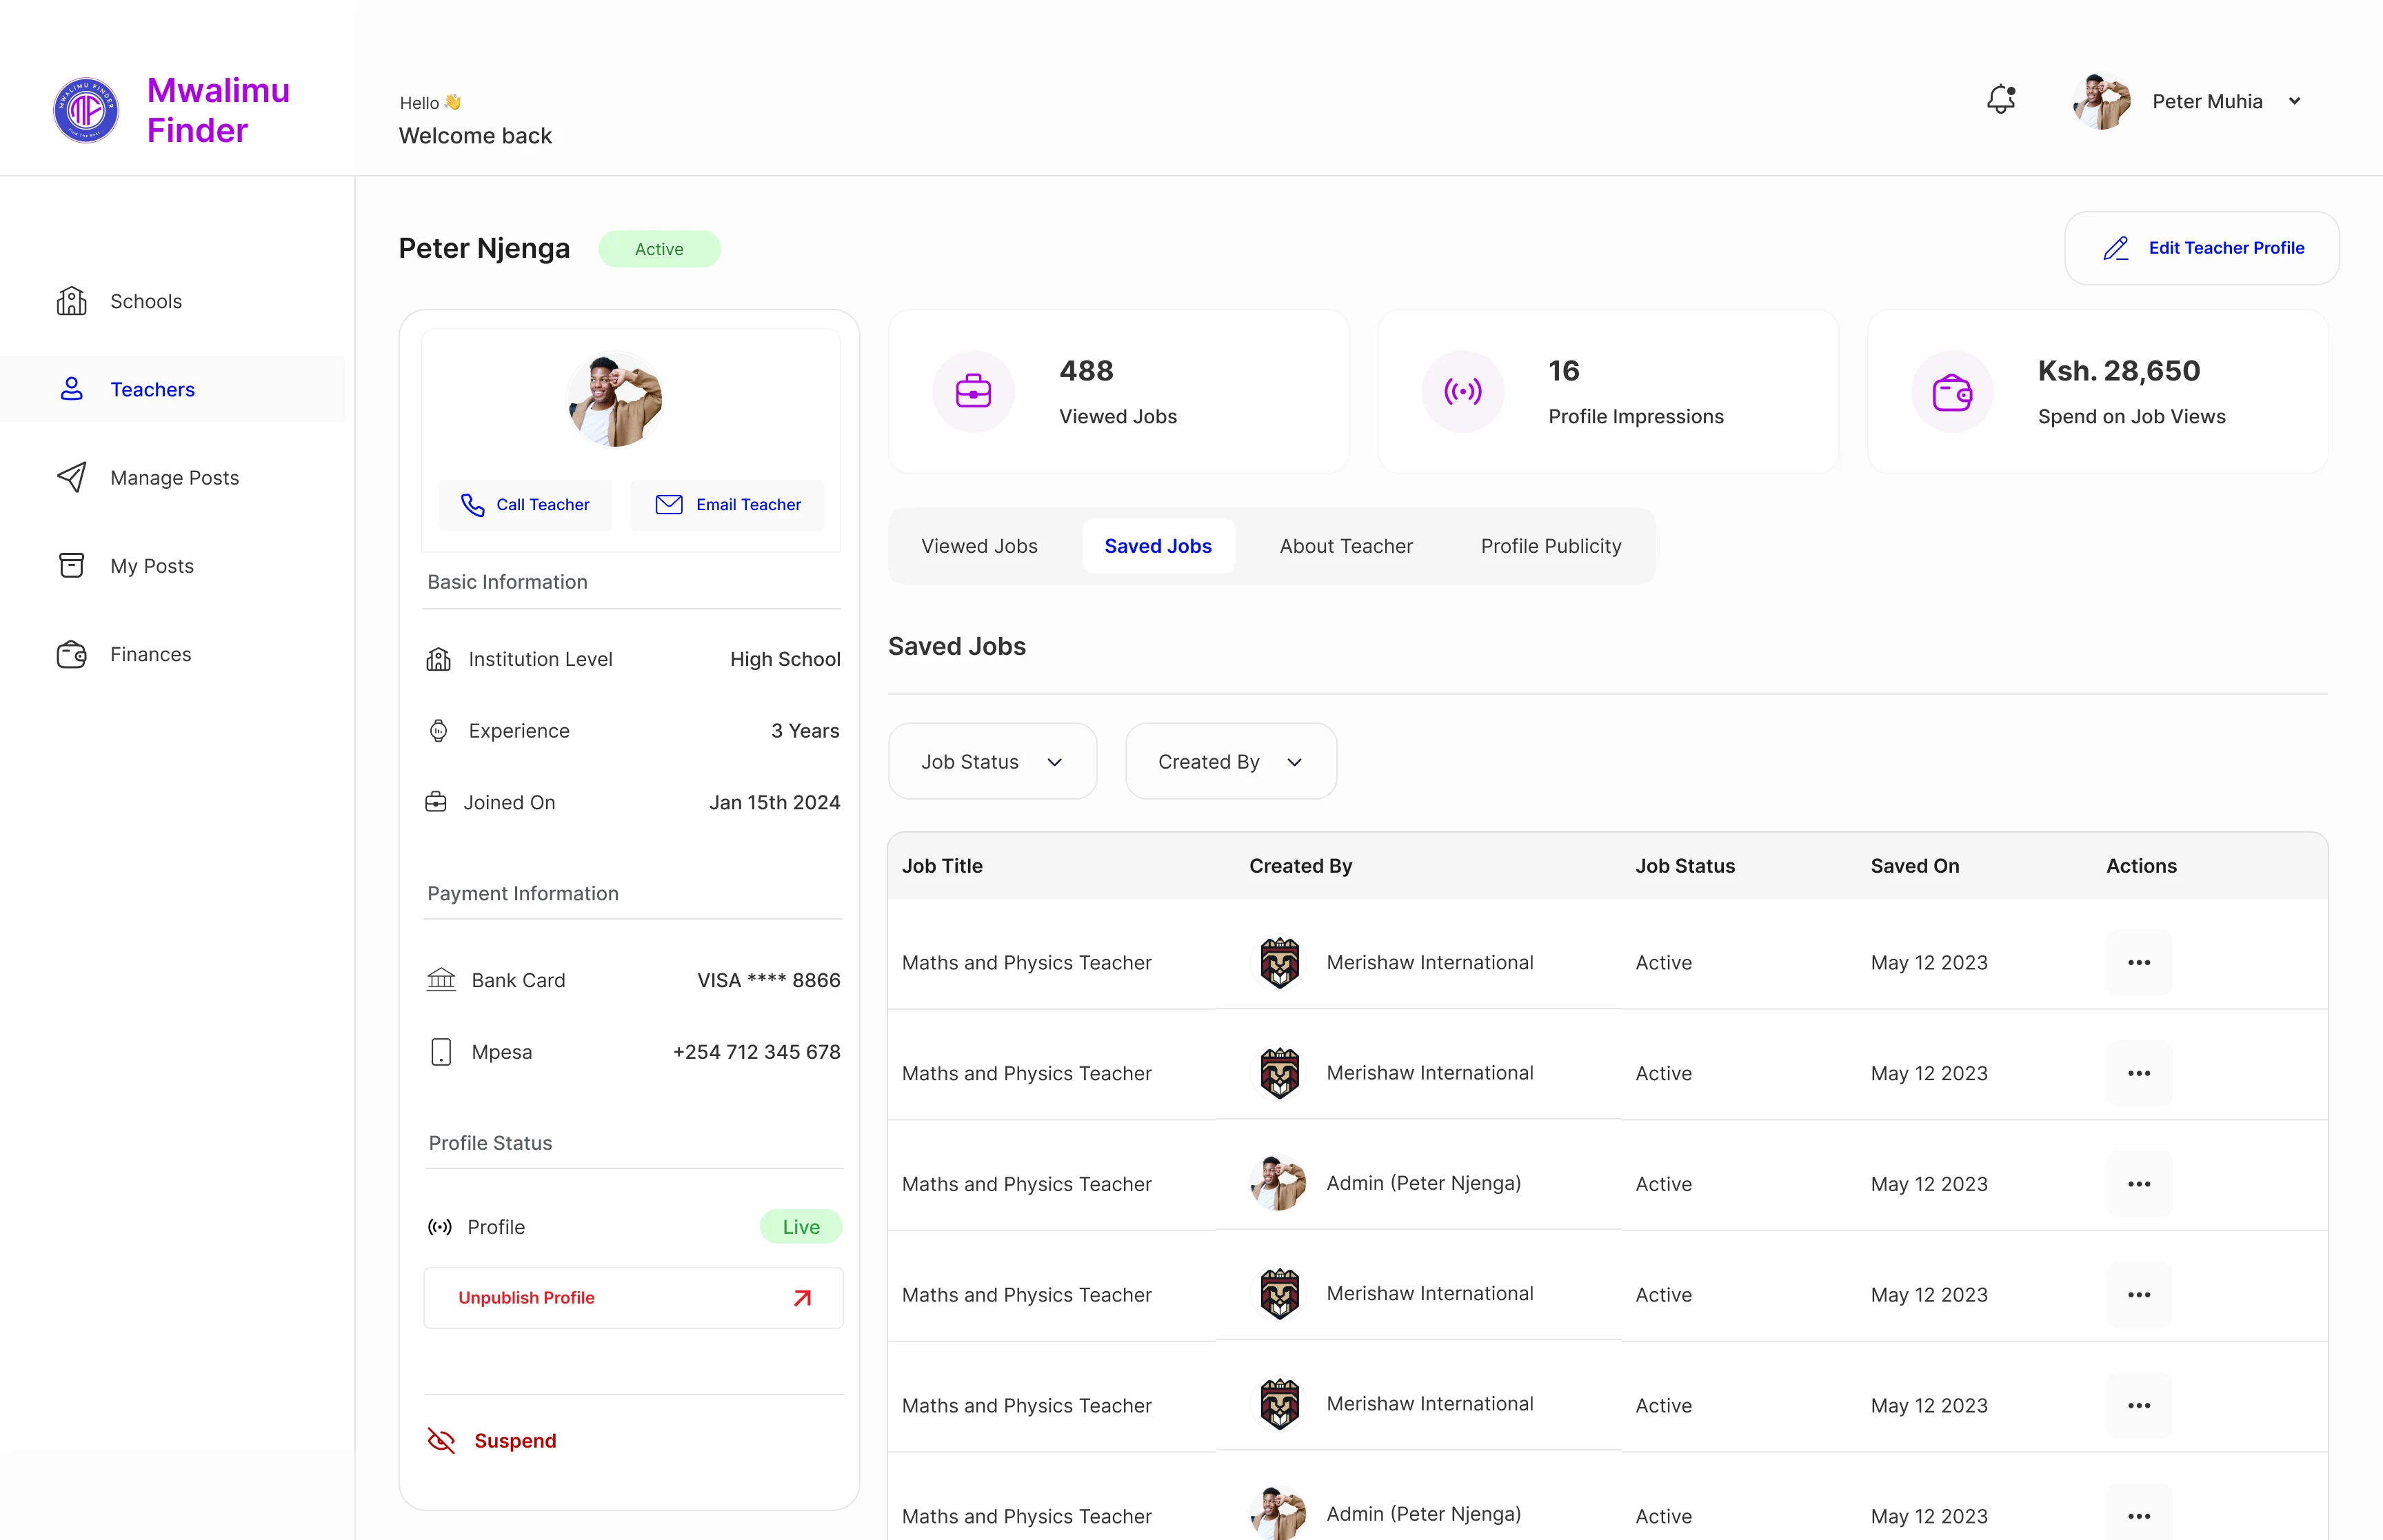 MWALIMU FINDER
Find the Best
Mwalimu
Finder
Hello 👋
Welcome back
Peter Muhia
Schools
Teachers
Manage Posts
My Posts
Finances
Peter Njenga
Active
Edit Teacher Profile
Call Teacher
Email Teacher
Basic Information
Institution Level High School
Experience 3 Years
Joined On Jan 15th 2024
Payment Information
Bank Card VISA **** 8866
Mpesa +254 712 345 678
Profile Status
Profile Live
Unpublish Profile
Suspend
488
Viewed Jobs
16
Profile Impressions
Ksh. 28,650
Spend on Job Views
Viewed Jobs Saved Jobs About Teacher Profile Publicity
Saved Jobs
Job Status Created By
Job Title Created By Job Status Saved On Actions
Maths and Physics Teacher Merishaw International Active May 12 2023
Maths and Physics Teacher Merishaw International Active May 12 2023
Maths and Physics Teacher Admin (Peter Njenga) Active May 12 2023
Maths and Physics Teacher Merishaw International Active May 12 2023
Maths and Physics Teacher Merishaw International Active May 12 2023
Maths and Physics Teacher Admin (Peter Njenga) Active May 12 2023